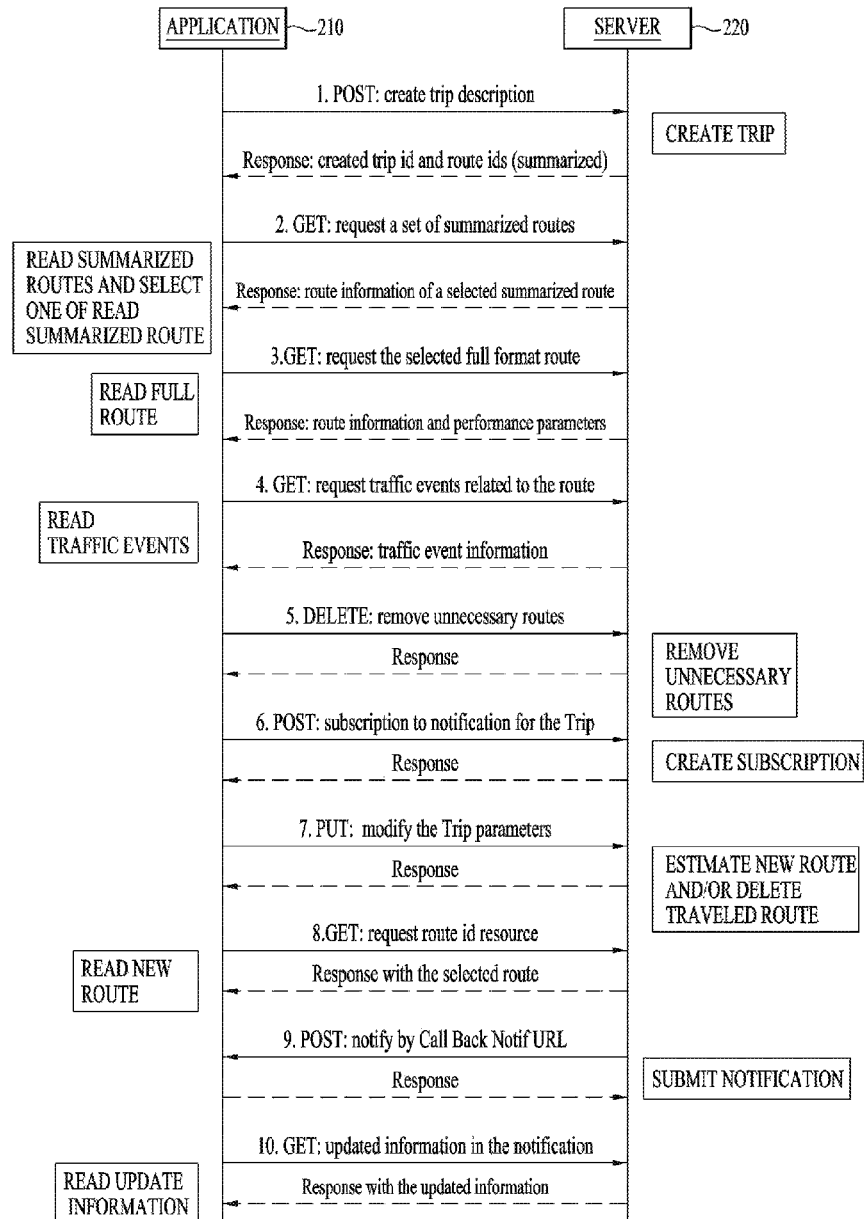 APPLICATION 210
SERVER 220
1. POST: create trip description
CREATE TRIP
Response: created trip id and route ids (summarized)
2. GET: request a set of summarized routes
READ SUMMARIZED
ROUTES AND SELECT
ONE OF READ
SUMMARIZED ROUTE
Response: route information of a selected summarized route
3.GET: request the selected full format route
READ FULL
ROUTE
Response: route information and performance parameters
4. GET: request traffic events related to the route
READ
TRAFFIC EVENTS
Response: traffic event information
5. DELETE: remove unnecessary routes
Response
REMOVE
UNNECESSARY
ROUTES
6. POST: subscription to notification for the Trip
Response
CREATE SUBSCRIPTION
7. PUT: modify the Trip parameters
Response
ESTIMATE NEW ROUTE
AND/OR DELETE
TRAVELED ROUTE
8.GET: request route id resource
READ NEW
ROUTE
Response with the selected route
9. POST: notify by Call Back Notif URL
Response
SUBMIT NOTIFICATION
10. GET: updated information in the notification
READ UPDATE
INFORMATION
Response with the updated information